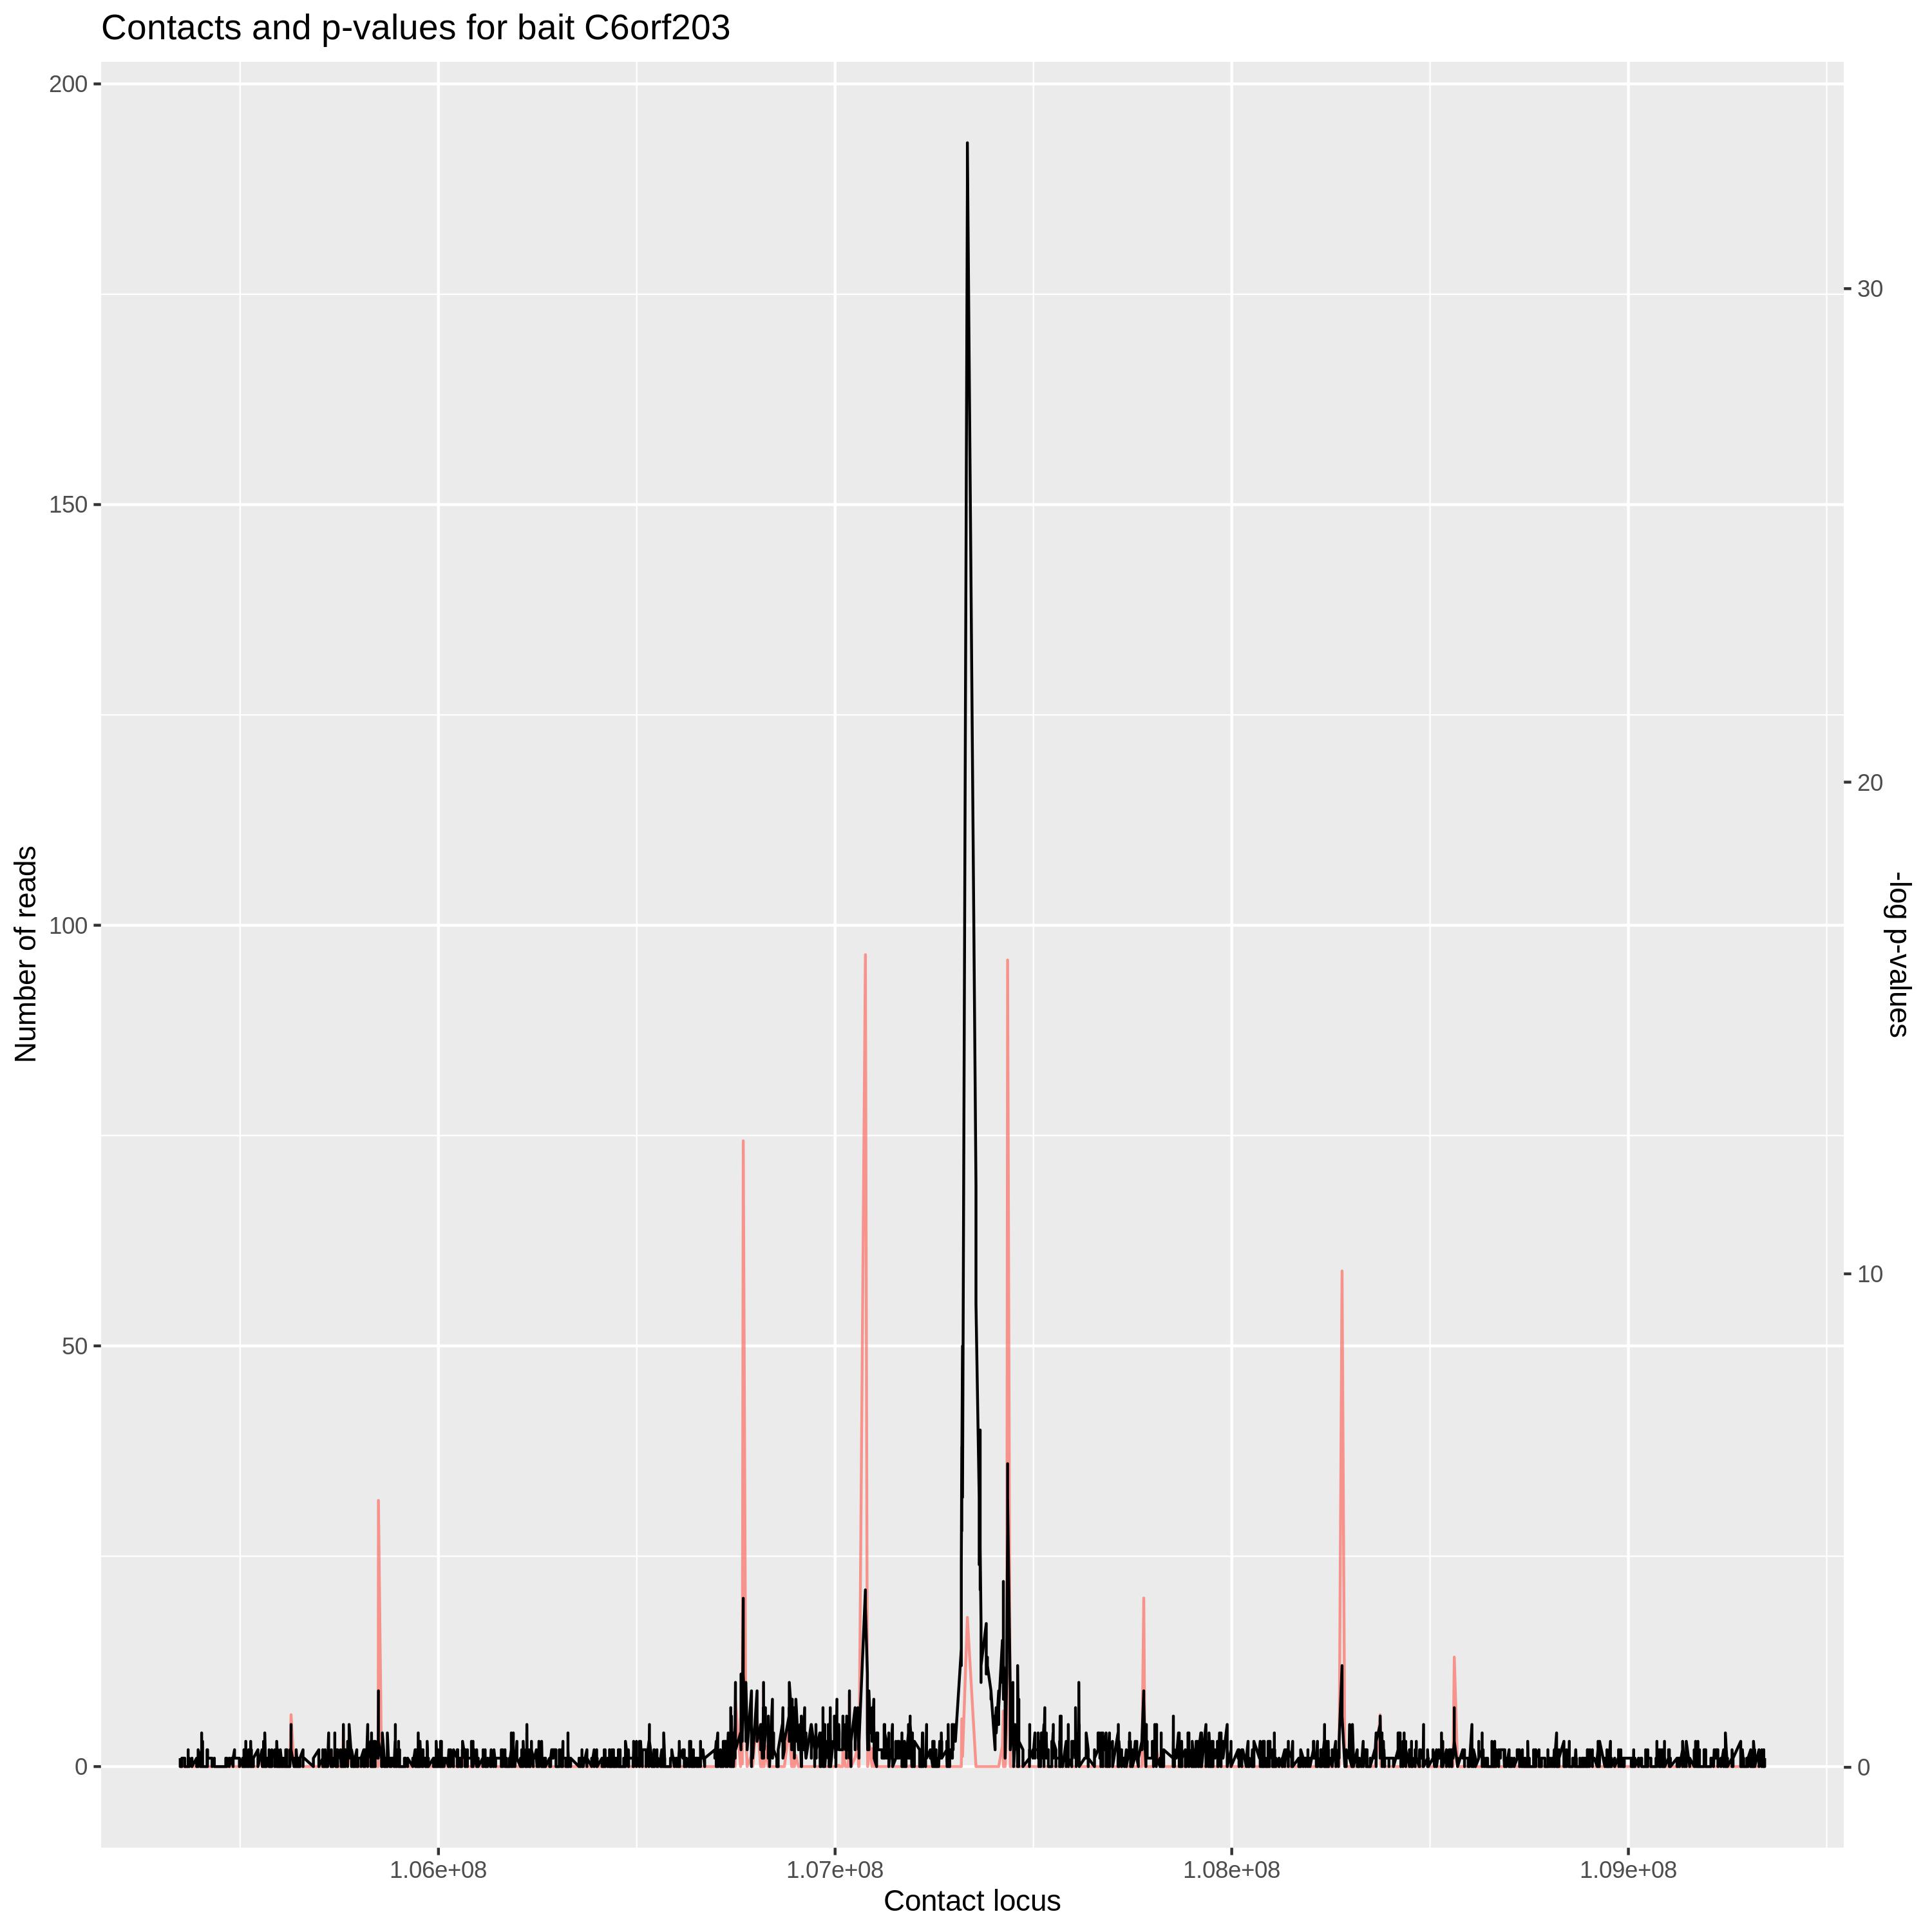 Contacts and p-values for bait C6orf203
200
150
100
50
0
Number of reads
30
20
10
0
-log p-values
1.06e+08
1.07e+08
1.08e+08
1.09e+08
Contact locus